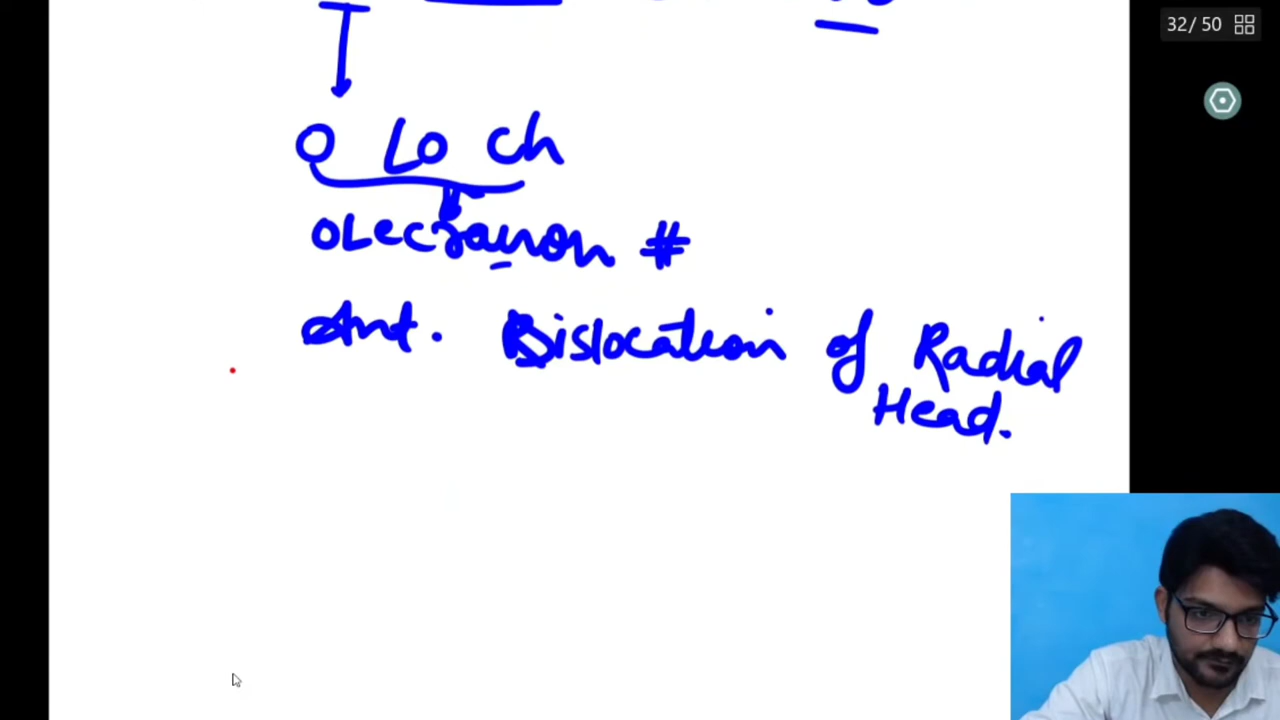 32/ 50
O Lo Ch
OLecranon #
Ant. Dislocation of Radial
Head.